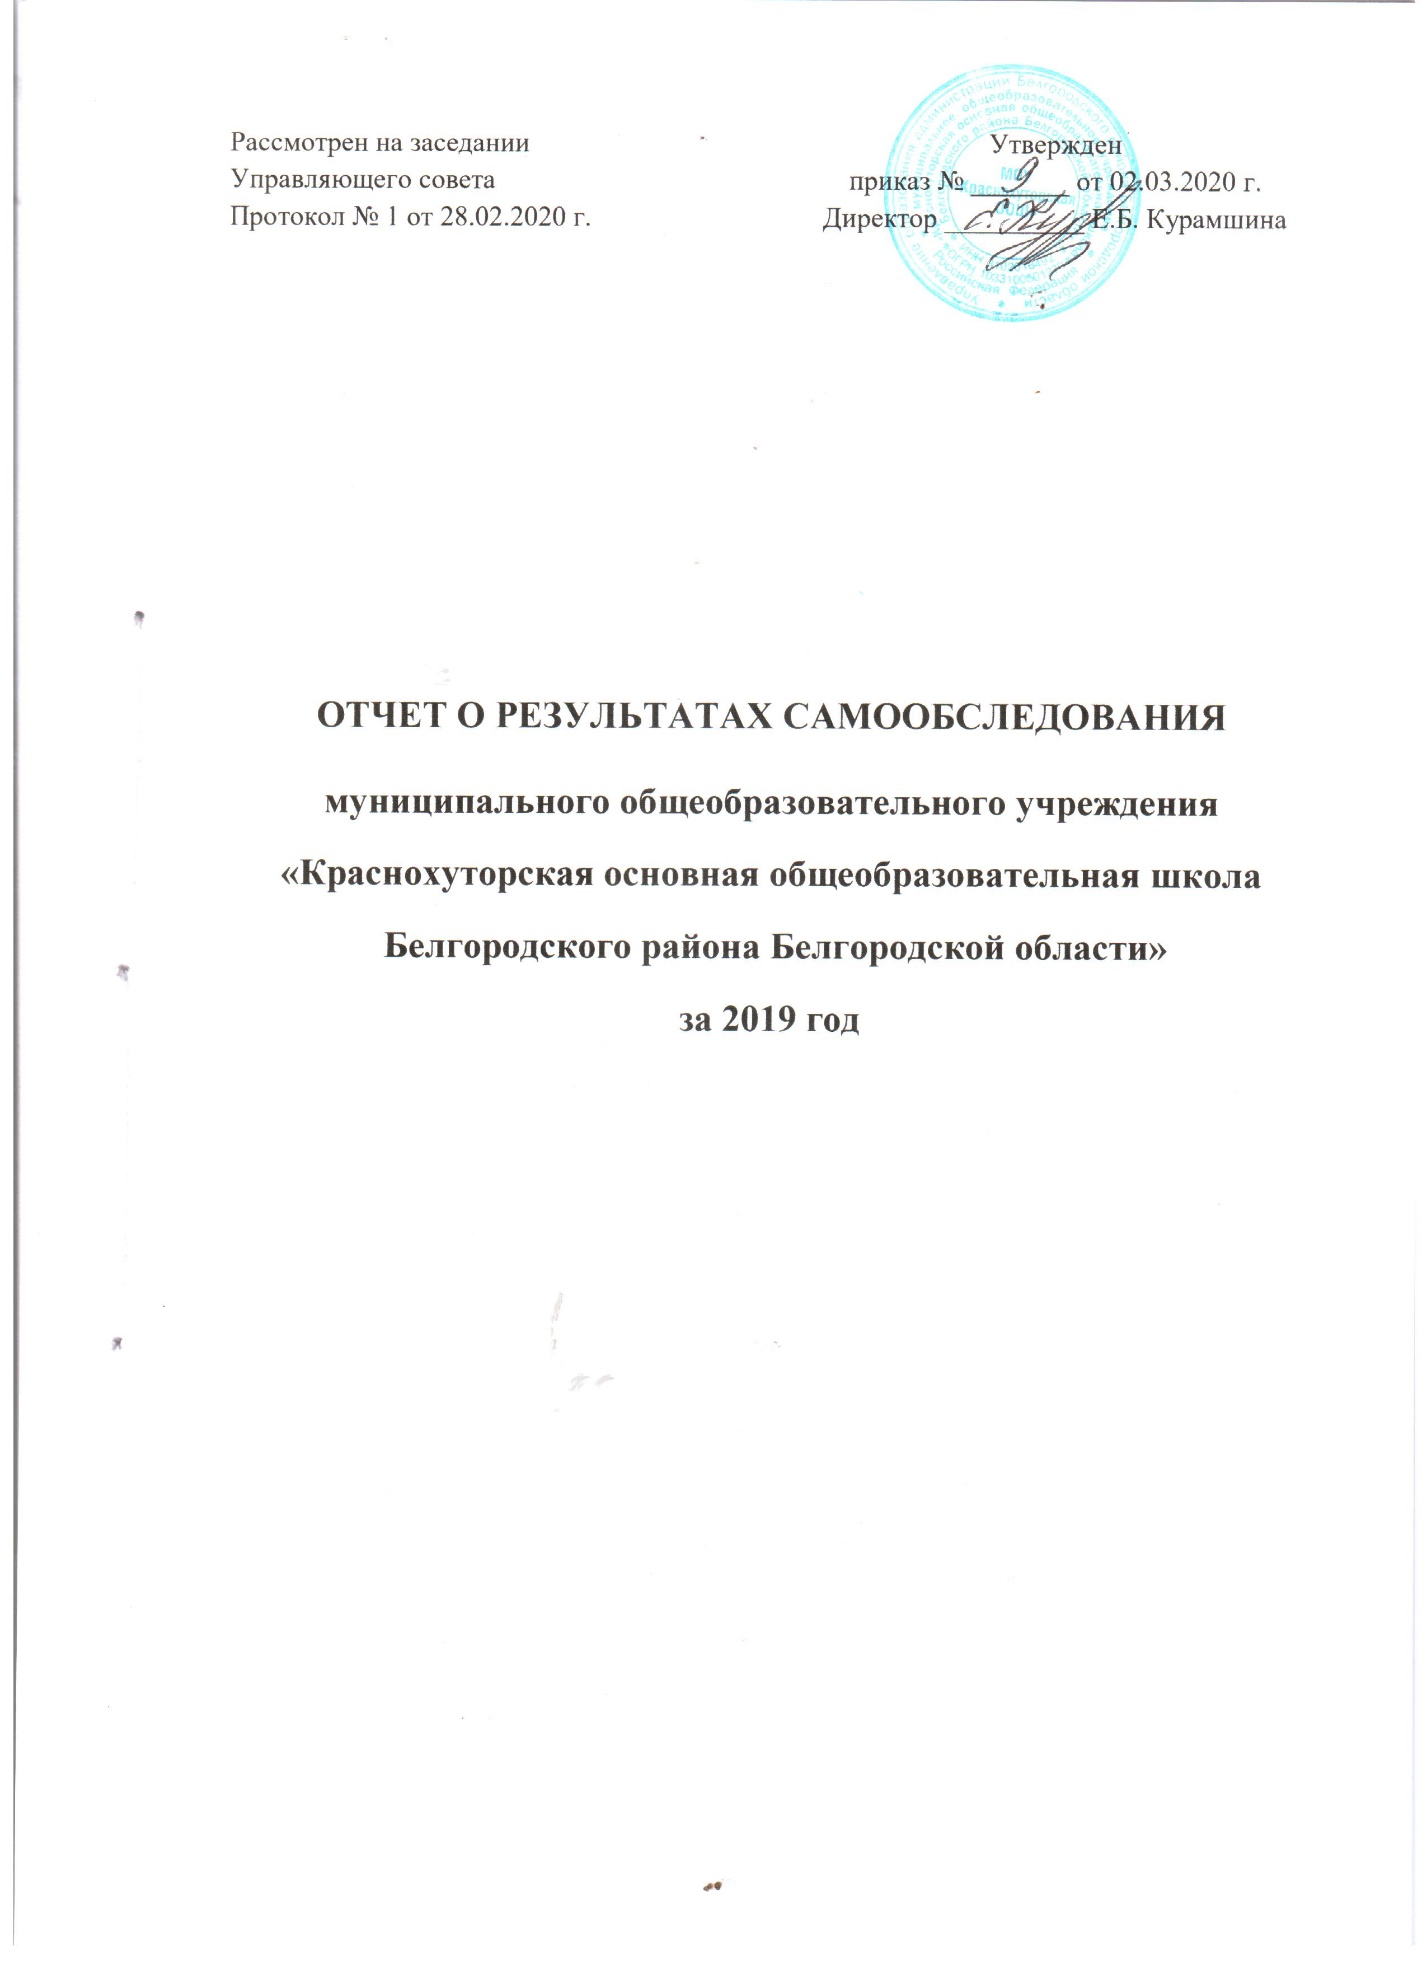 Рассмотрен на заседании
Управляющего совета
Протокол № 1 от 28.02.2020 г.
Утвержден
приказ № 9 от 02.03.2020 г.
Директор Е.Б. Курамшина
Российская Федерация
ОТЧЕТ О РЕЗУЛЬТАТАХ САМООБСЛЕДОВАНИЯ
муниципального общеобразовательного учреждения
«Краснохуторская основная общеобразовательная школа
Белгородского района Белгородской области»
за 2019 год